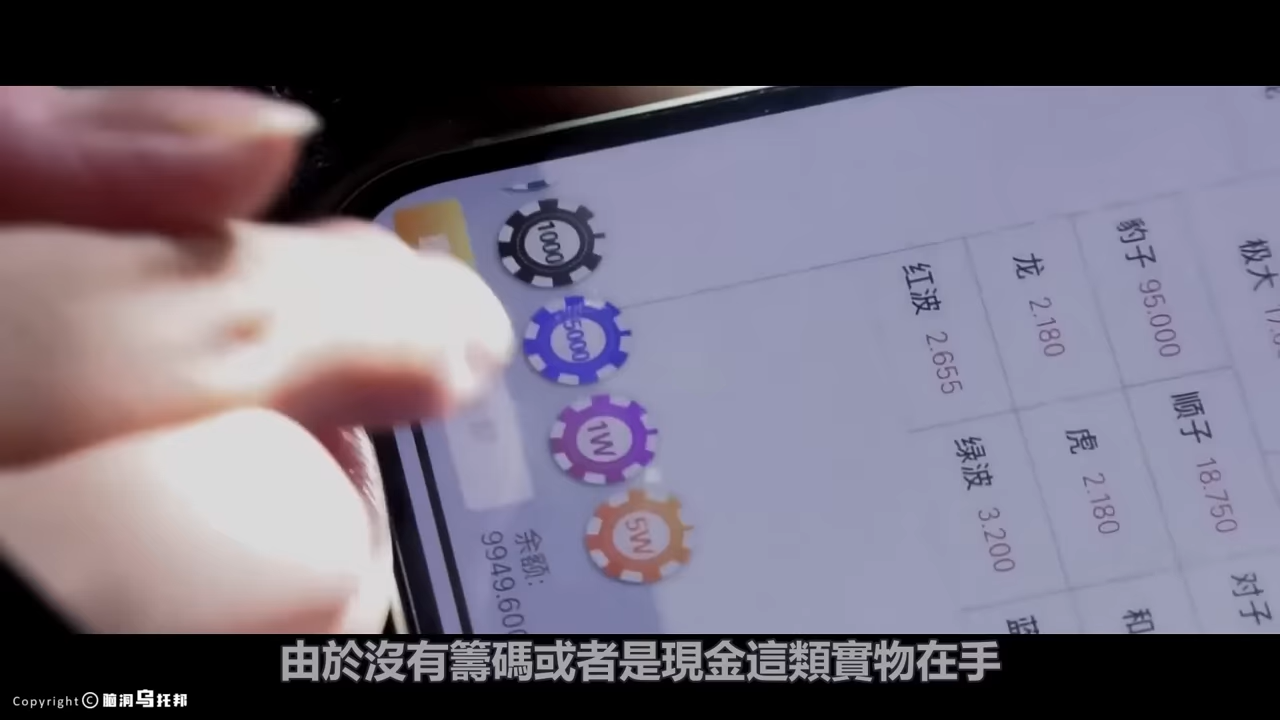 1000
5000
1W
5W
余额:
9949.600
红波 2.655
绿波 3.200
龙 2.180
虎 2.180
和
豹子 95.000
顺子 18.750
对子
极大
由於沒有籌碼或者是現金這類實物在手
Copyright © 脑洞乌托邦